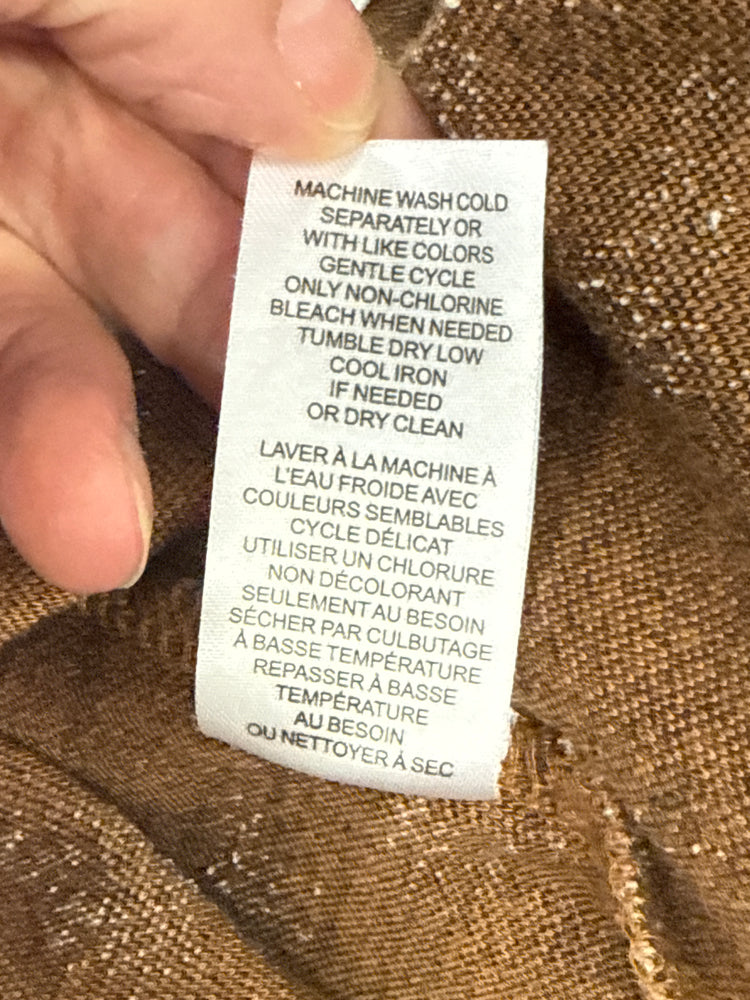 MACHINE WASH COLD
SEPARATELY OR
WITH LIKE COLORS
GENTLE CYCLE
ONLY NON-CHLORINE
BLEACH WHEN NEEDED
TUMBLE DRY LOW
COOL IRON
IF NEEDED
OR DRY CLEAN
LAVER À LA MACHINE À
L'EAU FROIDE AVEC
COULEURS SEMBLABLES
CYCLE DÉLICAT
UTILISER UN CHLORURE
NON DÉCOLORANT
SEULEMENT AU BESOIN
SÉCHER PAR CULBUTAGE
À BASSE TEMPÉRATURE
REPASSER À BASSE
TEMPÉRATURE
AU BESOIN
OU NETTOYER À SEC